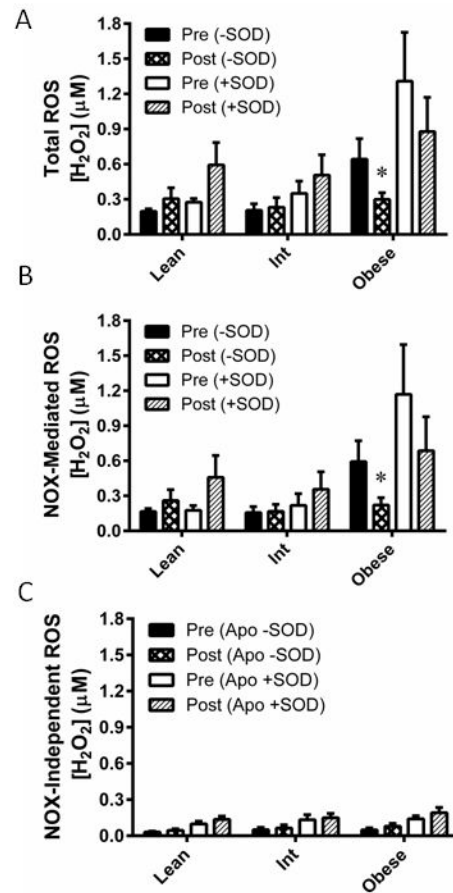 A
Total ROS
[H₂O₂] (μM)
1.8
1.5
1.2
0.9
0.6
0.3
0.0
Pre (-SOD)
Post (-SOD)
Pre (+SOD)
Post (+SOD)
*
Lean
Int
Obese
B
NOX-Mediated ROS
[H₂O₂] (μM)
1.8
1.5
1.2
0.9
0.6
0.3
0.0
Pre (-SOD)
Post (-SOD)
Pre (+SOD)
Post (+SOD)
*
Lean
Int
Obese
C
NOX-Independent ROS
[H₂O₂] (μM)
1.8
1.5
1.2
0.9
0.6
0.3
0.0
Pre (Apo -SOD)
Post (Apo -SOD)
Pre (Apo +SOD)
Post (Apo +SOD)
Lean
Int
Obese